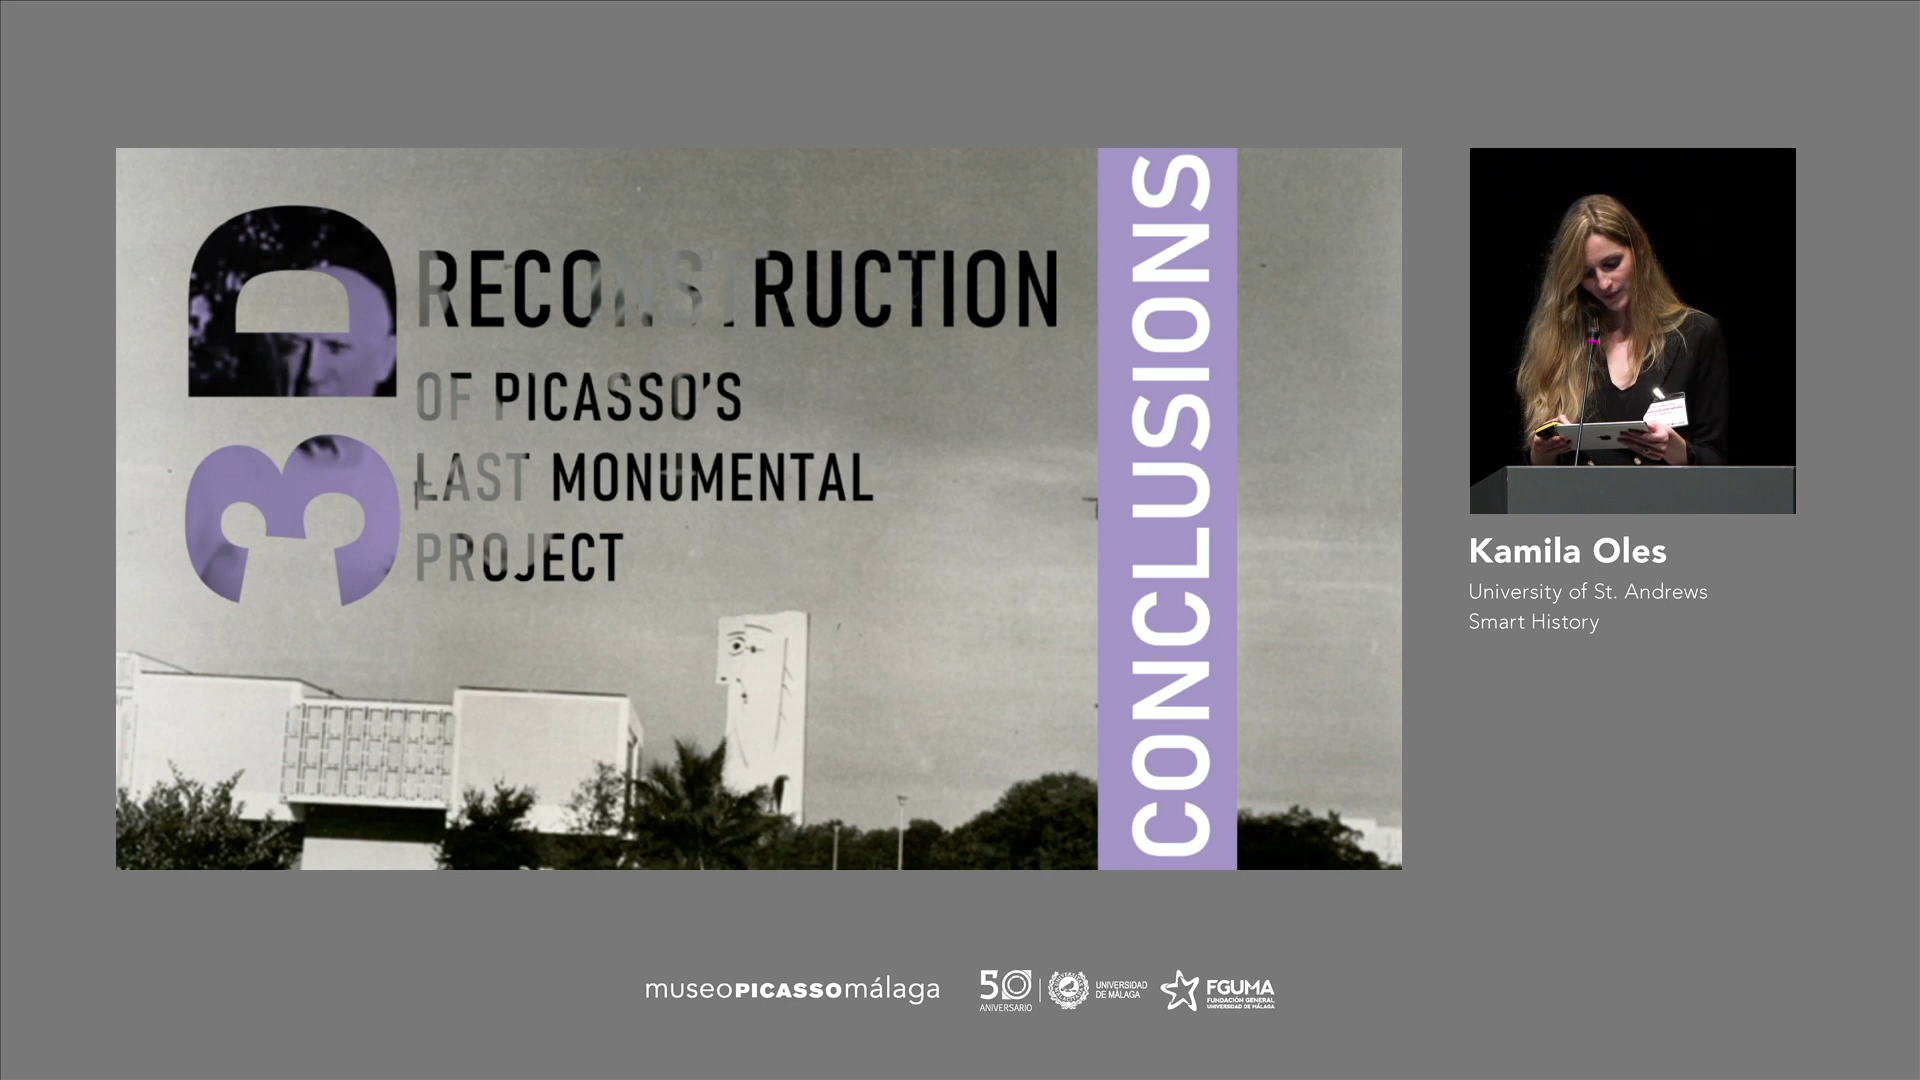 3D
RECONSTRUCTION
OF PICASSO'S
LAST MONUMENTAL
PROJECT
CONCLUSIONS
Kamila Oles
University of St. Andrews
Smart History
museoPICASSOmálaga
50
ANIVERSARIO
UNIVERSIDAD
DE MÁLAGA
FGUMA
FUNDACIÓN GENERAL
UNIVERSIDAD DE MÁLAGA